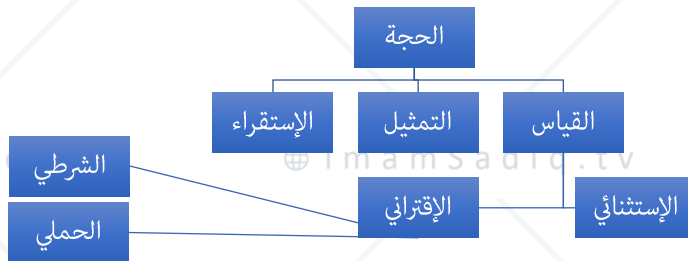 الحجة
القياس
التمثيل
الإستقراء
الإستثنائي
الإقتراني
الشرطي
الحملي
ImamSadiq.tv